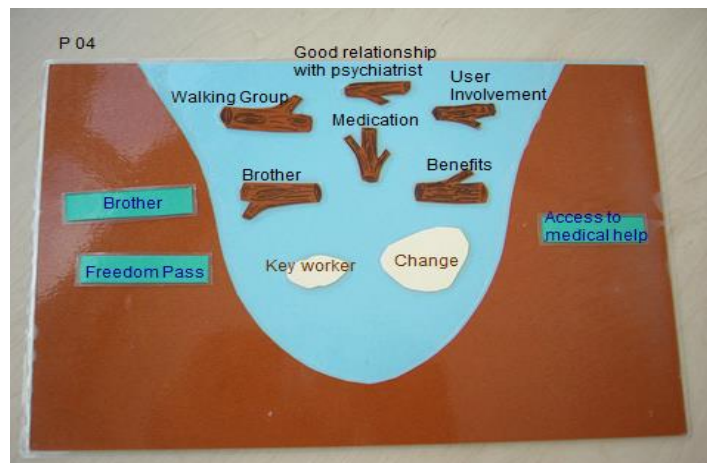 P 04
Good relationship
with psychiatrist
User
Involvement
Walking Group
Medication
Brother
Benefits
Brother
Access to
medical help
Freedom Pass
Key worker
Change